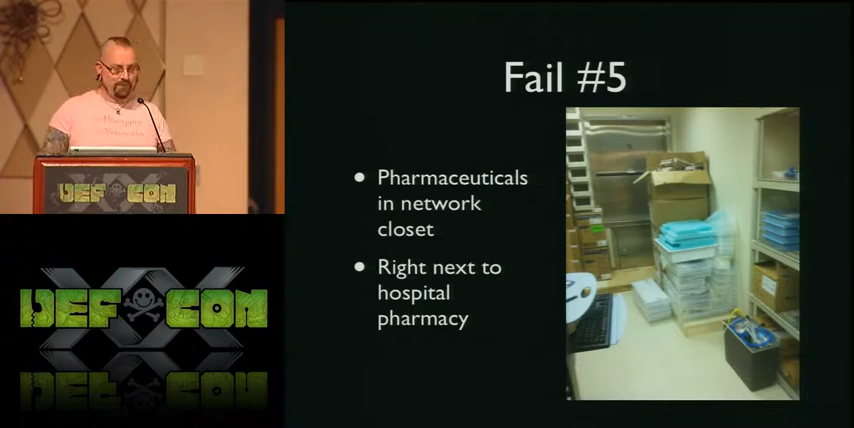 Fail #5
Pharmaceuticals
in network
closet
Right next to
hospital
pharmacy
DEF CON
DEF CON